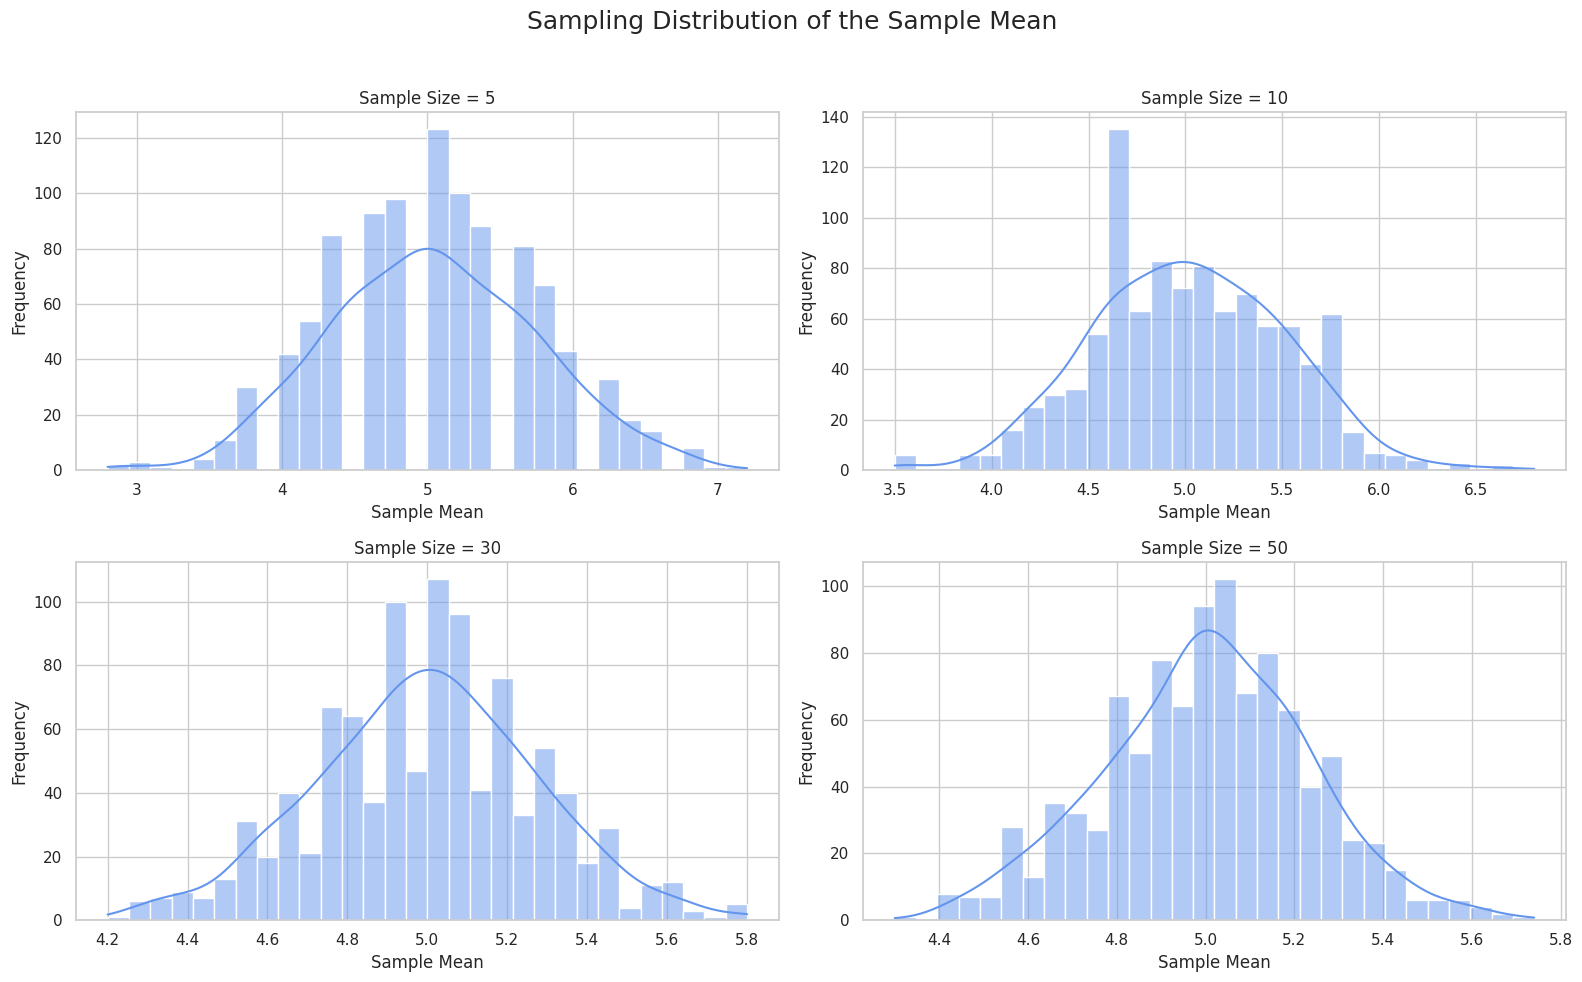 Sampling Distribution of the Sample Mean
Sample Size = 5
120
100
80
60
40
20
0
Frequency
3 4 5 6 7
Sample Mean
Sample Size = 10
140
120
100
80
60
40
20
0
Frequency
3.5 4.0 4.5 5.0 5.5 6.0 6.5
Sample Mean
Sample Size = 30
100
80
60
40
20
0
Frequency
4.2 4.4 4.6 4.8 5.0 5.2 5.4 5.6 5.8
Sample Mean
Sample Size = 50
100
80
60
40
20
0
Frequency
4.4 4.6 4.8 5.0 5.2 5.4 5.6 5.8
Sample Mean